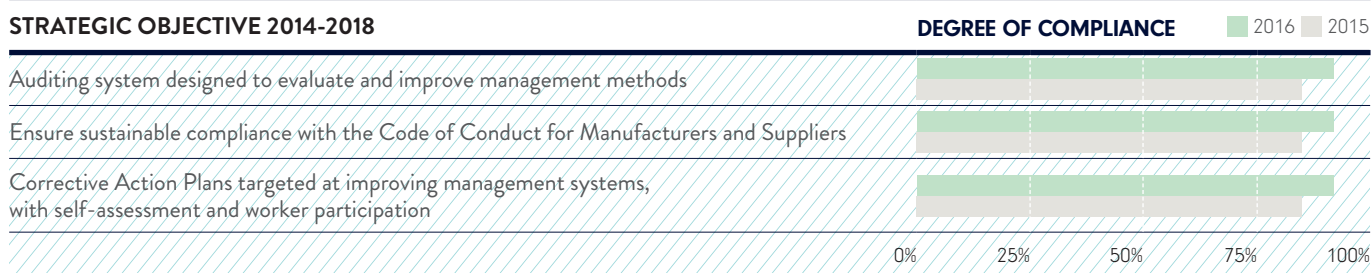 STRATEGIC OBJECTIVE 2014-2018 DEGREE OF COMPLIANCE 2016 2015
Auditing system designed to evaluate and improve management methods
Ensure sustainable compliance with the Code of Conduct for Manufacturers and Suppliers
Corrective Action Plans targeted at improving management systems,
with self-assessment and worker participation
0% 25% 50% 75% 100%